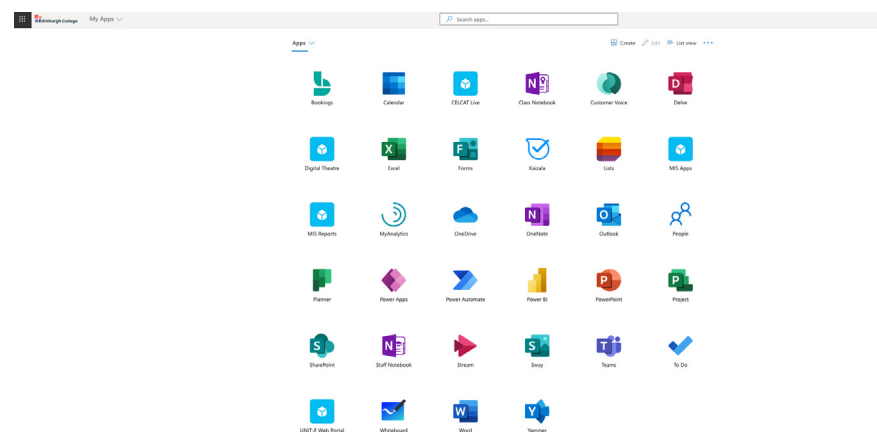 Edinburgh College My Apps
Search apps...
Apps
Create Edit List view
Bookings Calendar CELCAT Live Class Notebook Customer Voice Delve
Digital Theatre Excel Forms Kaizala Lists MIS Apps
MIS Reports MyAnalytics OneDrive OneNote Outlook People
Planner Power Apps Power Automate Power BI PowerPoint Project
SharePoint Staff Notebook Stream Sway Teams To Do
UNIT-E Web Portal Whiteboard Word Yammer